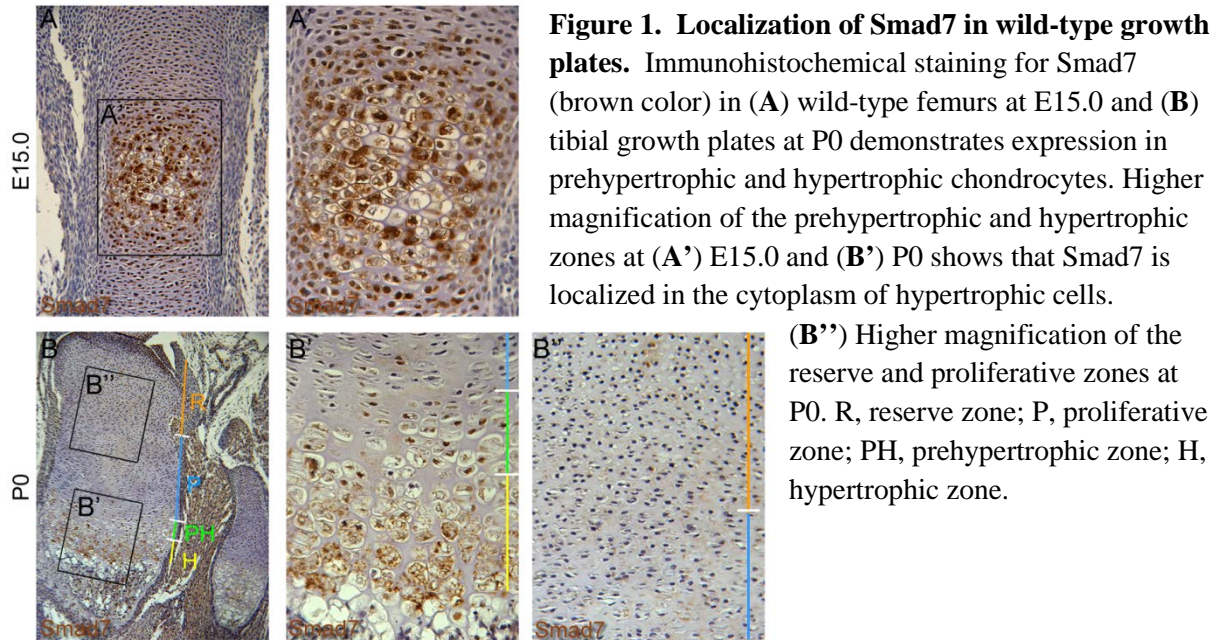 A
A'
E15.0
Smad7
A'
Smad7
Figure 1. Localization of Smad7 in wild-type growth
plates. Immunohistochemical staining for Smad7
(brown color) in (A) wild-type femurs at E15.0 and (B)
tibial growth plates at P0 demonstrates expression in
prehypertrophic and hypertrophic chondrocytes. Higher
magnification of the prehypertrophic and hypertrophic
zones at (A’) E15.0 and (B’) P0 shows that Smad7 is
localized in the cytoplasm of hypertrophic cells.
(B’’) Higher magnification of the
reserve and proliferative zones at
P0. R, reserve zone; P, proliferative
zone; PH, prehypertrophic zone; H,
hypertrophic zone.
B
B''
R
P
P0
B'
PH
H
Smad7
B'
Smad7
B''
Smad7